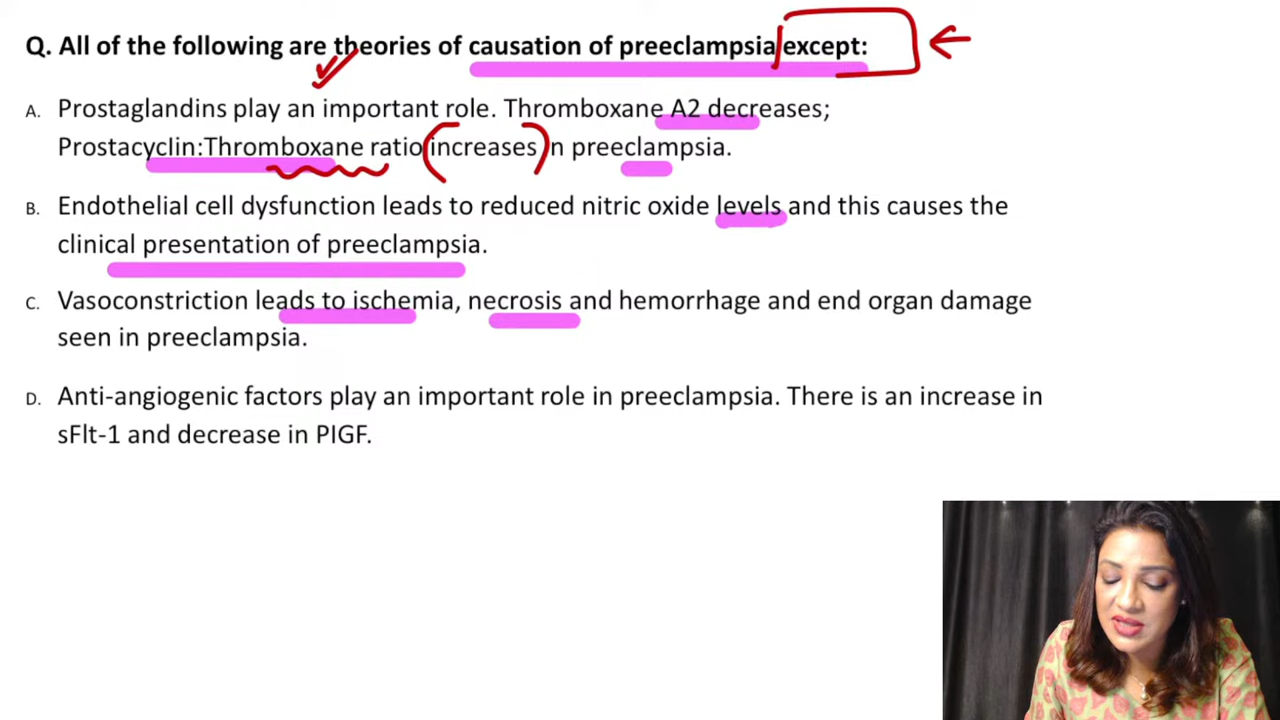 Q. All of the following are theories of causation of preeclampsia except:
A. Prostaglandins play an important role. Thromboxane A2 decreases;
Prostacyclin:Thromboxane ratio increases in preeclampsia.
B. Endothelial cell dysfunction leads to reduced nitric oxide levels and this causes the
clinical presentation of preeclampsia.
C. Vasoconstriction leads to ischemia, necrosis and hemorrhage and end organ damage
seen in preeclampsia.
D. Anti-angiogenic factors play an important role in preeclampsia. There is an increase in
sFlt-1 and decrease in PIGF.